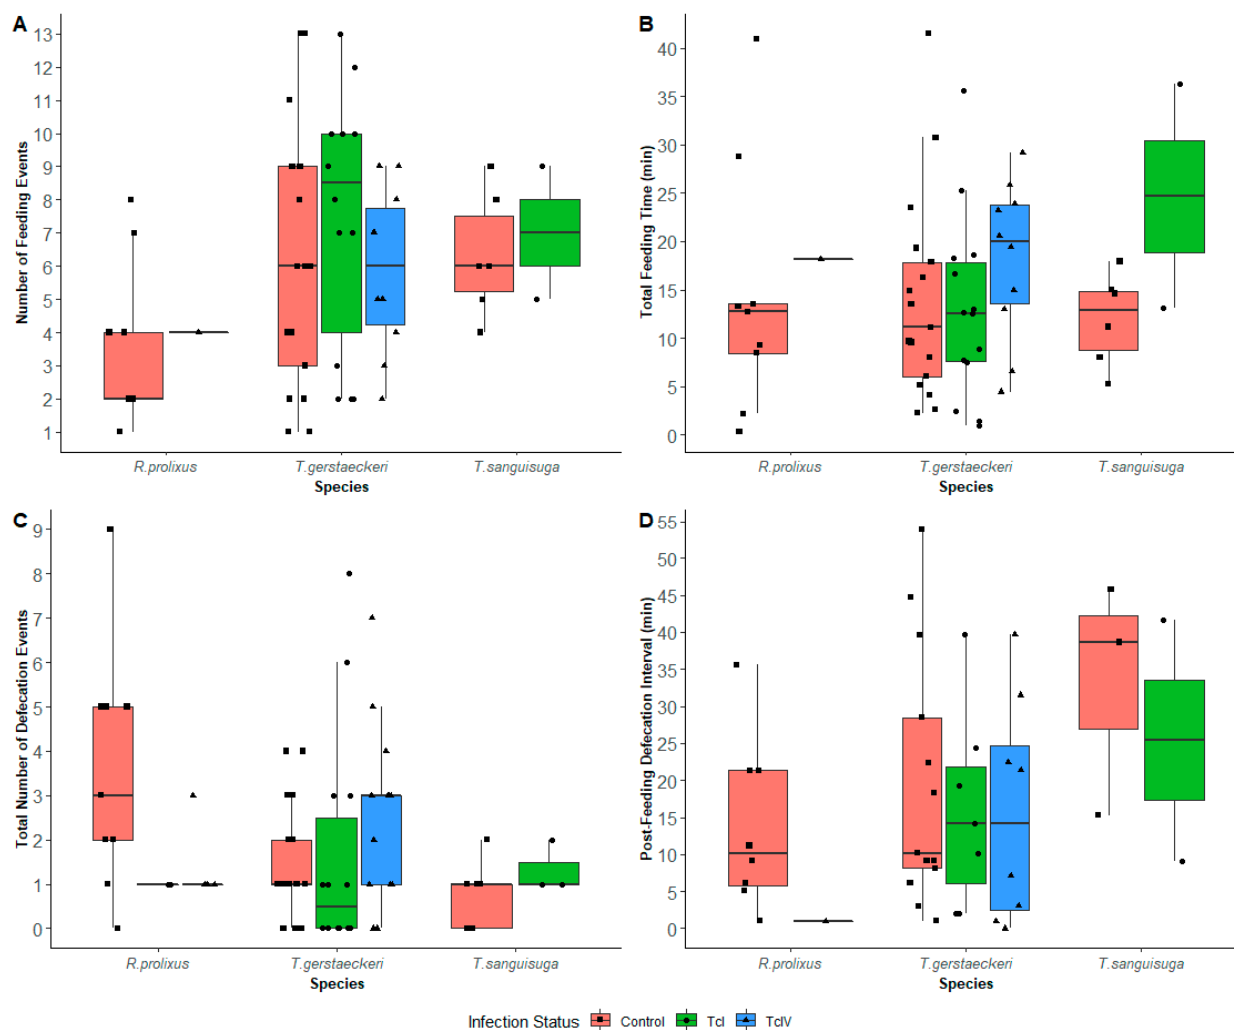 A
Number of Feeding Events
13
12
11
10
9
8
7
6
5
4
3
2
1
R.prolixus T.gerstaeckeri T.sanguisuga
Species
B
Total Feeding Time (min)
40
35
30
25
20
15
10
5
0
R.prolixus T.gerstaeckeri T.sanguisuga
Species
C
Total Number of Defecation Events
9
8
7
6
5
4
3
2
1
0
R.prolixus T.gerstaeckeri T.sanguisuga
Species
D
Post-Feeding Defecation Interval (min)
55
50
45
40
35
30
25
20
15
10
5
0
R.prolixus T.gerstaeckeri T.sanguisuga
Species
Infection Status Control TcI TcIV